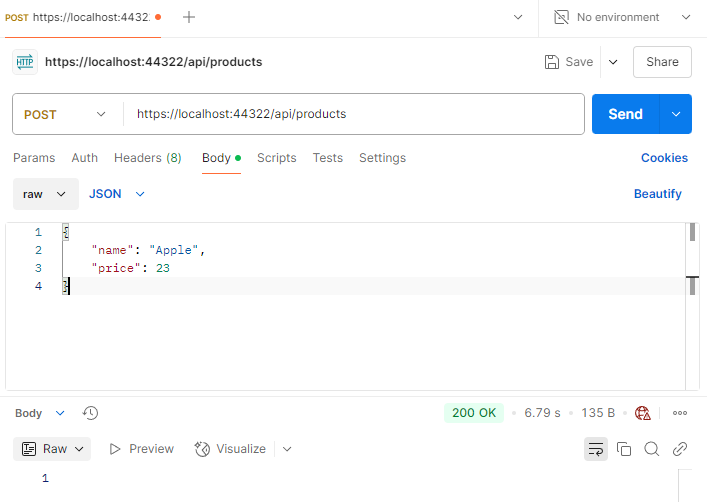 POST https://localhost:4432
No environment
HTTP https://localhost:44322/api/products Save Share
POST https://localhost:44322/api/products Send
Params Auth Headers (8) Body Scripts Tests Settings Cookies
raw JSON Beautify
1 {
2 "name": "Apple",
3 "price": 23
4 }
Body 200 OK 6.79 s 135 B
Raw Preview Visualize
1